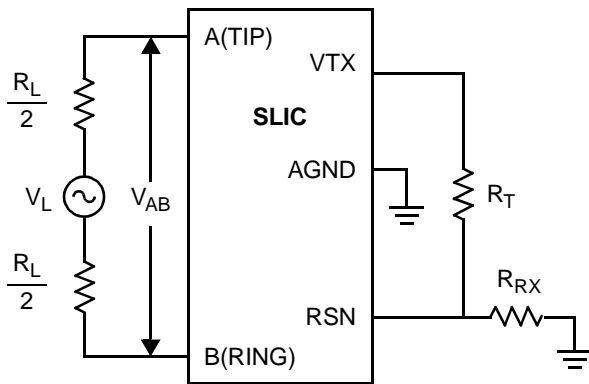 A(TIP)
VTX
R_L
2
SLIC
AGND
V_L
V_AB
R_T
R_L
2
R_RX
RSN
B(RING)